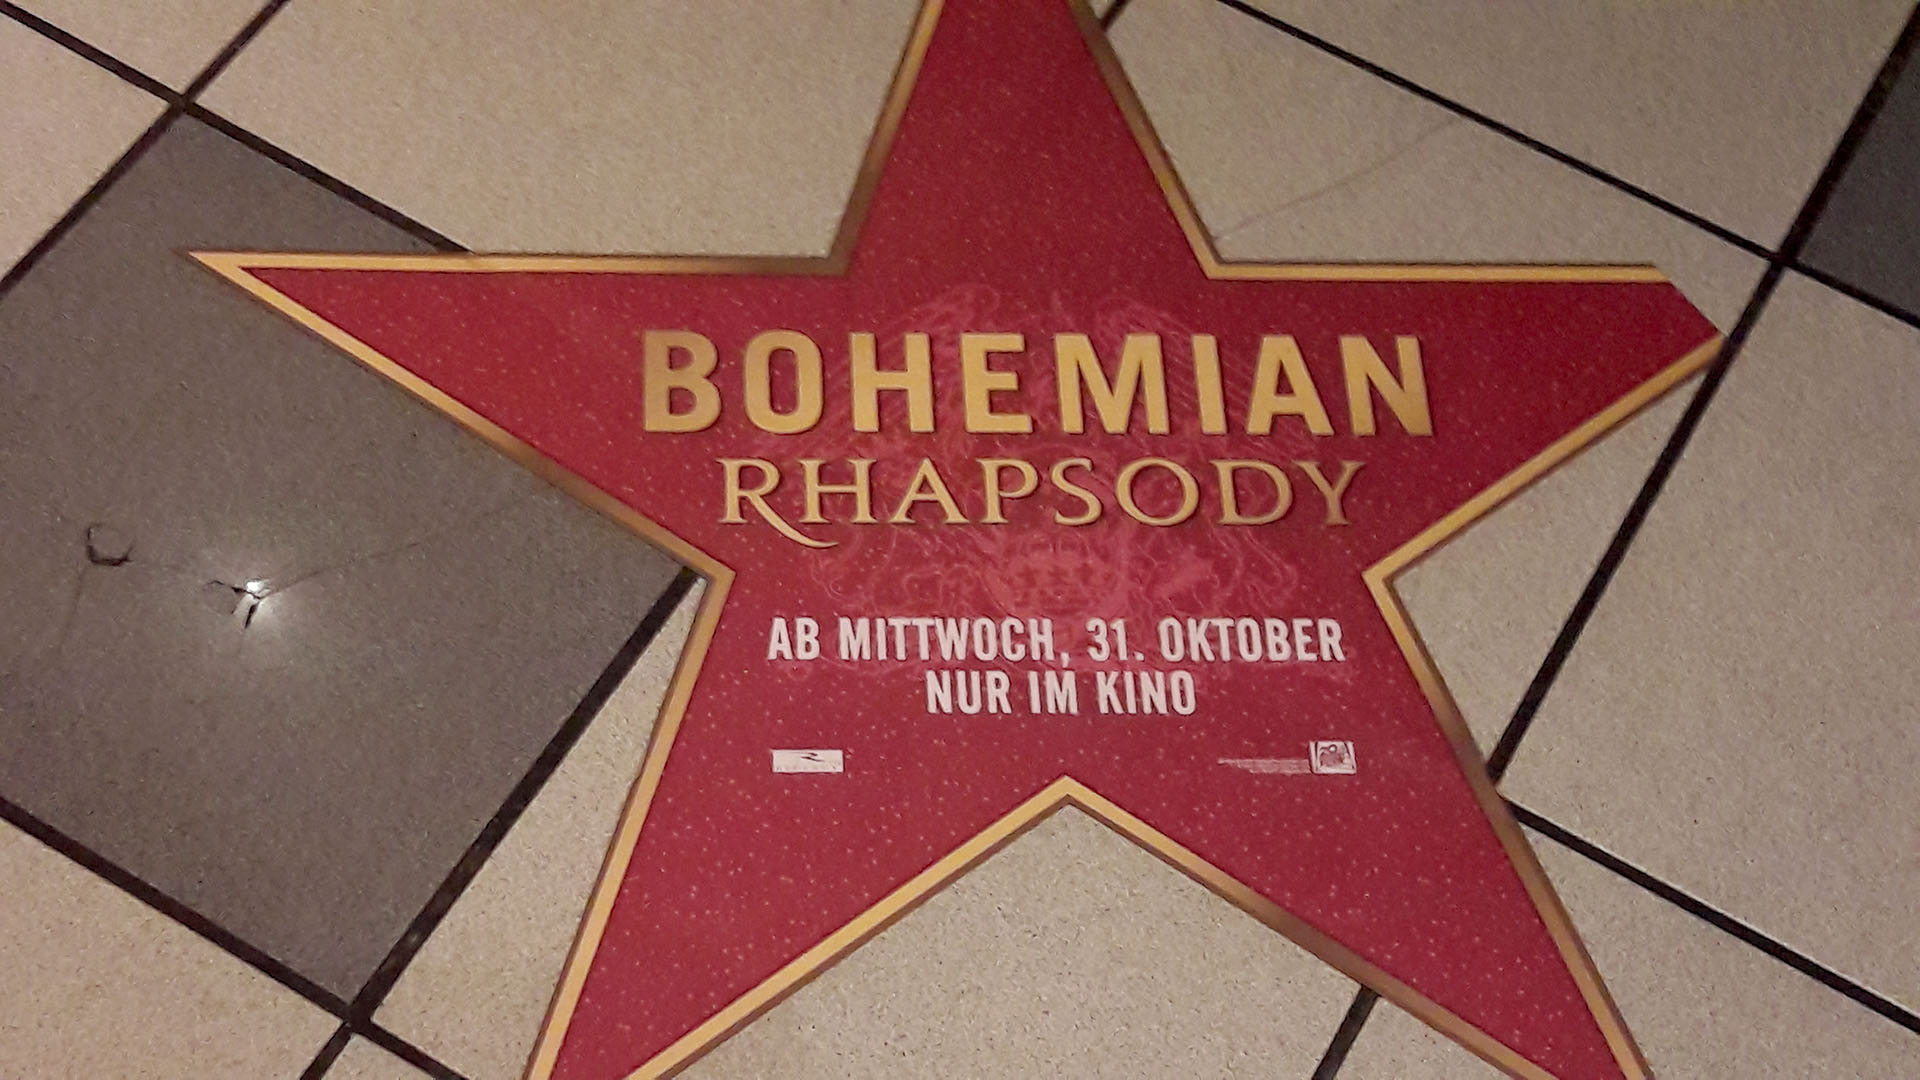 BOHEMIAN
RHAPSODY
AB MITTWOCH, 31. OKTOBER
NUR IM KINO